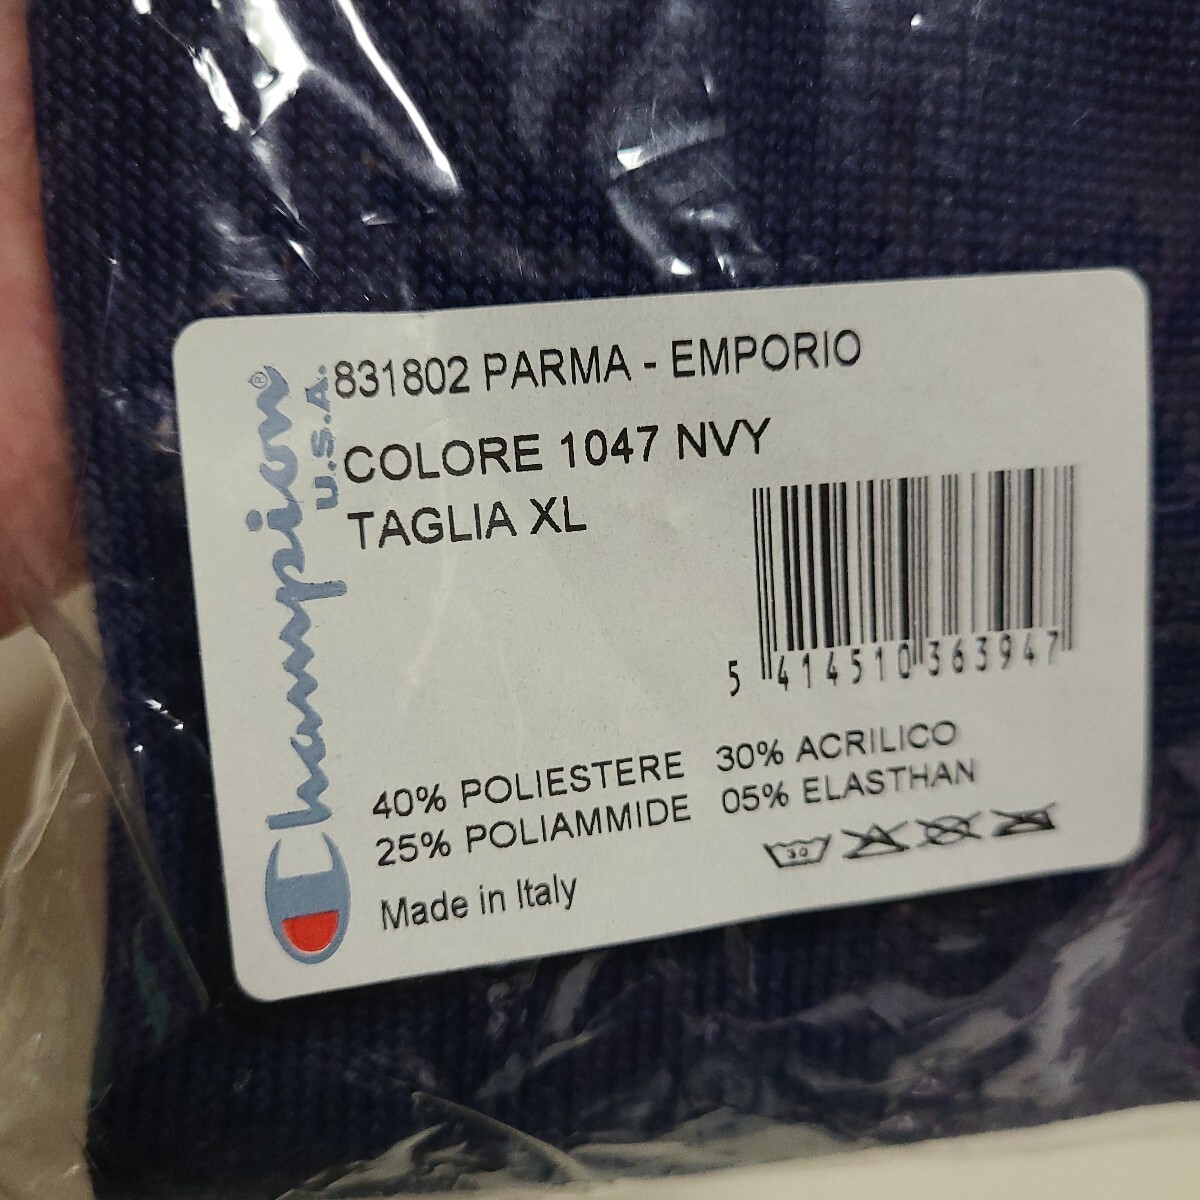 Champion®
U.S.A.
831802 PARMA - EMPORIO
COLORE 1047 NVY
TAGLIA XL
5 414510 363947
40% POLIESTERE 30% ACRILICO
25% POLIAMMIDE 05% ELASTHAN
30
Made in Italy